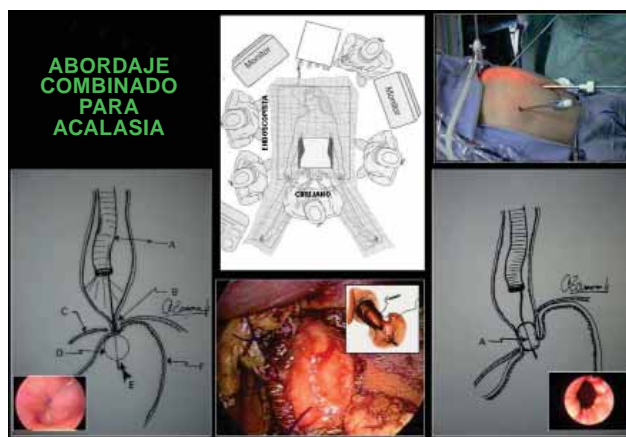 ABORDAJE
COMBINADO
PARA
ACALASIA
Monitor
Monitor
ENDOSCOPISTA
CIRUJANO
A
B
C
D
E
F
A